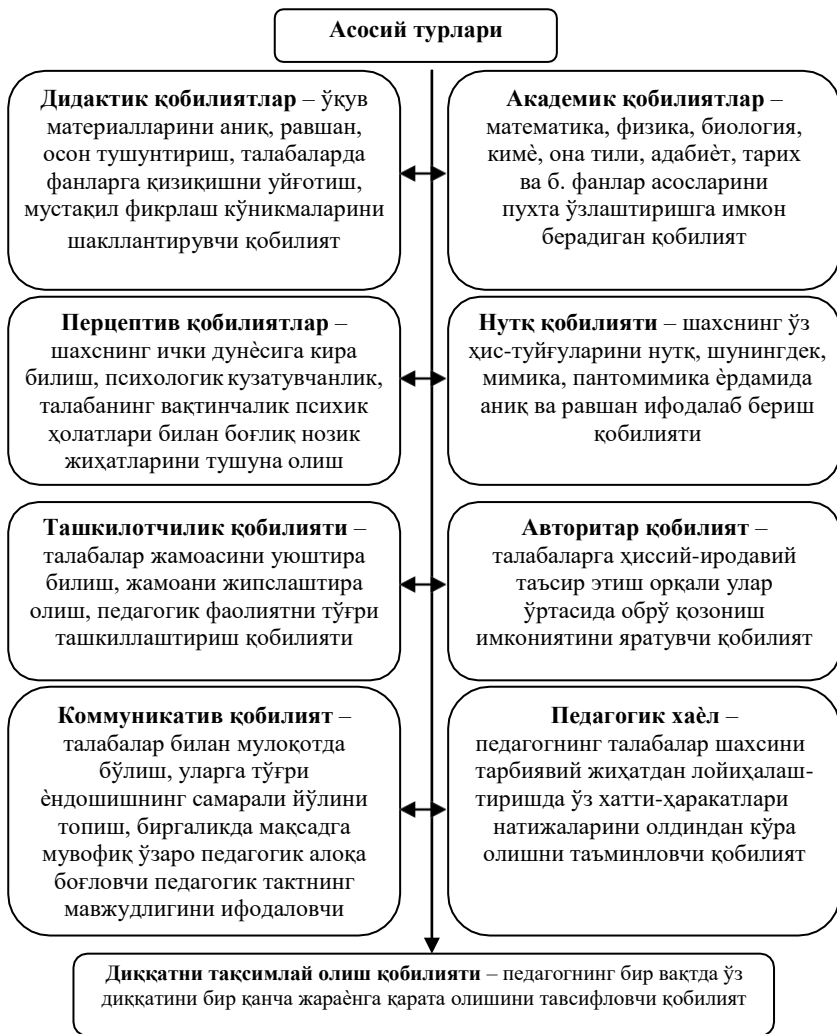 Асосий турлари
Дидактик қобилиятлар – ўқув
материалларини аниқ, равшан,
осон тушунтириш, талабаларда
фанларга қизиқишни уйғотиш,
мустақил фикрлаш кўникмаларини
шакллантирувчи қобилият
Академик қобилиятлар –
математика, физика, биология,
кимѐ, она тили, адабиѐт, тарих
ва б. фанлар асосларини
пухта ўзлаштиришга имкон
берадиган қобилият
Перцептив қобилиятлар –
шахснинг ички дунѐсига кира
билиш, психологик кузатувчанлик,
талабанинг вақтинчалик психик
ҳолатлари билан боғлиқ нозик
жиҳатларини тушуна олиш
Нутқ қобилияти – шахснинг ўз
ҳис-туйғуларини нутқ, шунингдек,
мимика, пантомимика ѐрдамида
аниқ ва равшан ифодалаб бериш
қобилияти
Ташкилотчилик қобилияти –
талабалар жамоасини уюштира
билиш, жамоани жипслаштира
олиш, педагогик фаолиятни тўғри
ташкиллаштириш қобилияти
Авторитар қобилият –
талабаларга ҳиссий-иродавий
таъсир этиш орқали улар
ўртасида обрў қозониш
имкониятини яратувчи қобилият
Коммуникатив қобилият –
талабалар билан мулоқотда
бўлиш, уларга тўғри
ѐндошишнинг самарали йўлини
топиш, биргаликда мақсадга
мувофиқ ўзаро педагогик алоқа
боғловчи педагогик тактнинг
мавжудлигини ифодаловчи
Педагогик хаѐл –
педагогнинг талабалар шахсини
тарбиявий жиҳатдан лойиҳалаш-
тиришда ўз хатти-ҳаракатлари
натижаларини олдиндан кўра
олишни таъминловчи қобилият
Диққатни тақсимлай олиш қобилияти – педагогнинг бир вақтда ўз
диққатини бир қанча жараѐнга қарата олишини тавсифловчи қобилият